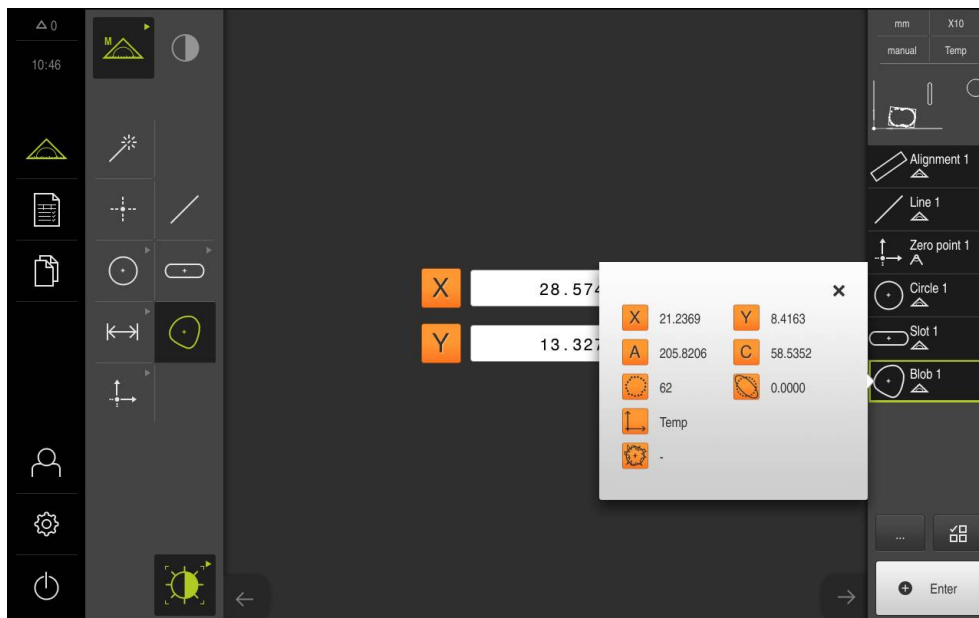 0
10:46
M
mm X10
manual Temp
Alignment 1
Line 1
Zero point 1
Circle 1
Slot 1
Blob 1
X 28.574
Y 13.327
X 21.2369 Y 8.4163
A 205.8206 C 58.5352
62 0.0000
Temp
-
...
Enter